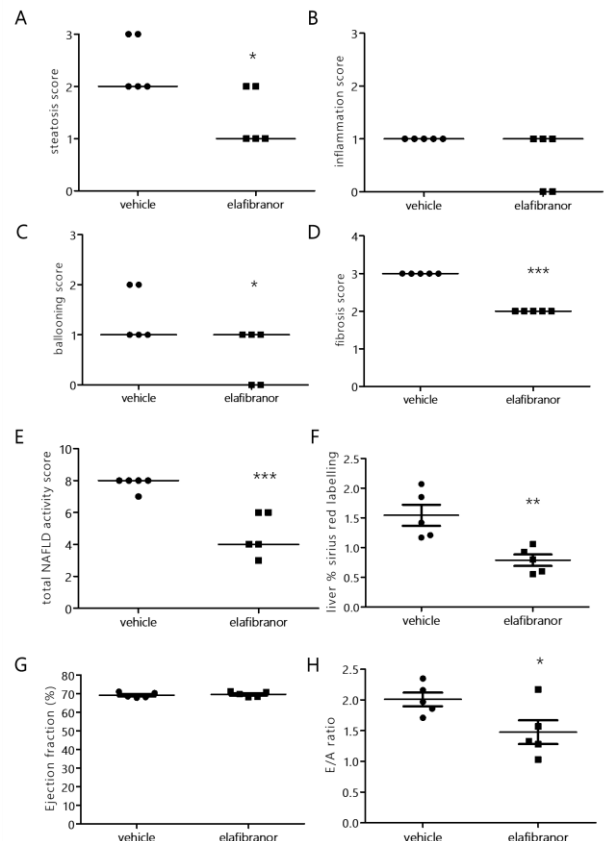 A
steatosis score
3
2
1
0
*
vehicle
elafibranor
B
inflammation score
3
2
1
0
vehicle
elafibranor
C
ballooning score
3
2
1
0
*
vehicle
elafibranor
D
fibrosis score
4
3
2
1
0
***
vehicle
elafibranor
E
total NAFLD activity score
10
8
6
4
2
0
***
vehicle
elafibranor
F
liver % sirius red labelling
2.5
2.0
1.5
1.0
0.5
0.0
**
vehicle
elafibranor
G
Ejection fraction (%)
90
80
70
60
50
40
30
20
10
0
vehicle
elafibranor
H
E/A ratio
2.5
2.0
1.5
1.0
0.5
0.0
*
vehicle
elafibranor